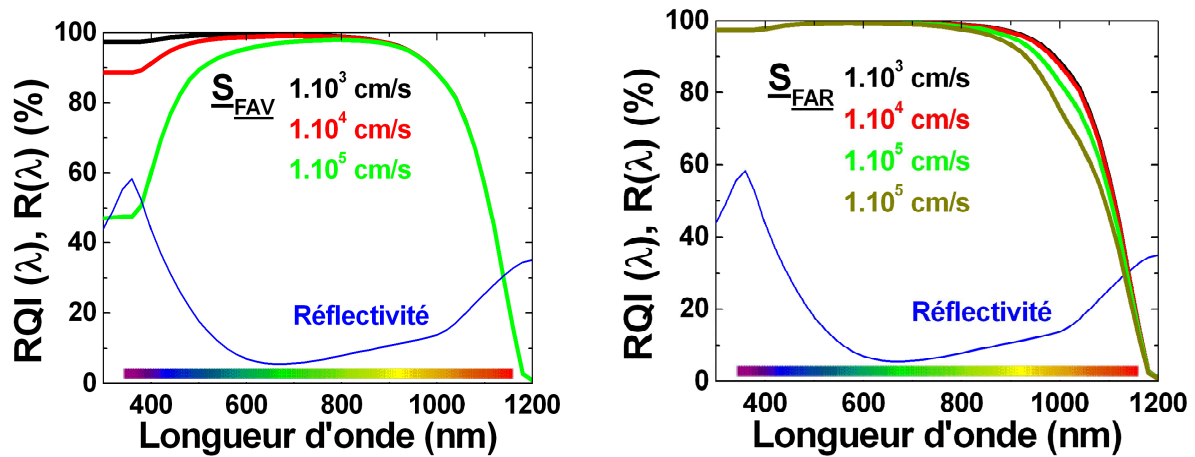 RQI (λ), R(λ) (%)
100
80
60
40
20
0
S_FAV
1.10³ cm/s
1.10⁴ cm/s
1.10⁵ cm/s
Réflectivité
400 600 800 1000 1200
Longueur d'onde (nm)
RQI (λ), R(λ) (%)
100
80
60
40
20
0
S_FAR
1.10³ cm/s
1.10⁴ cm/s
1.10⁵ cm/s
1.10⁵ cm/s
Réflectivité
400 600 800 1000 1200
Longueur d'onde (nm)